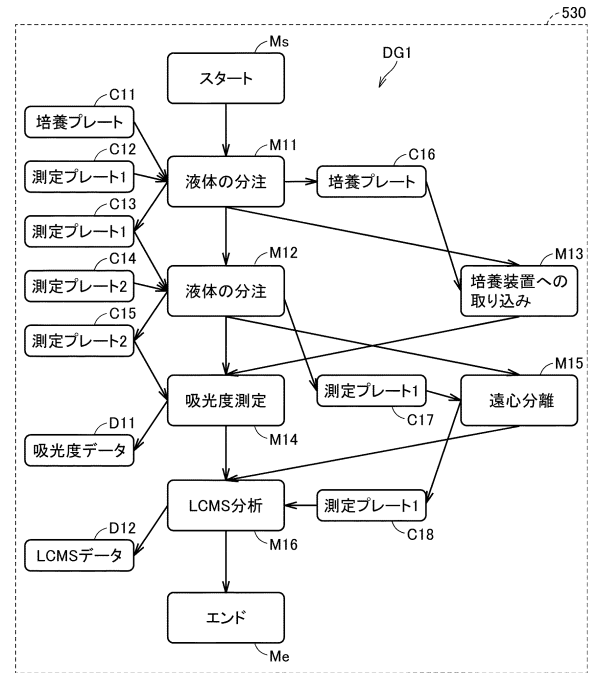 530
Ms
DG1
スタート
C11
培養プレート
C12
M11
C16
測定プレート1
液体の分注
培養プレート
C13
測定プレート1
C14
M12
M13
測定プレート2
液体の分注
培養装置への
取り込み
C15
測定プレート2
M15
吸光度測定
測定プレート1
遠心分離
D11
M14
C17
吸光度データ
LCMS分析
測定プレート1
D12
M16
C18
LCMSデータ
エンド
Me